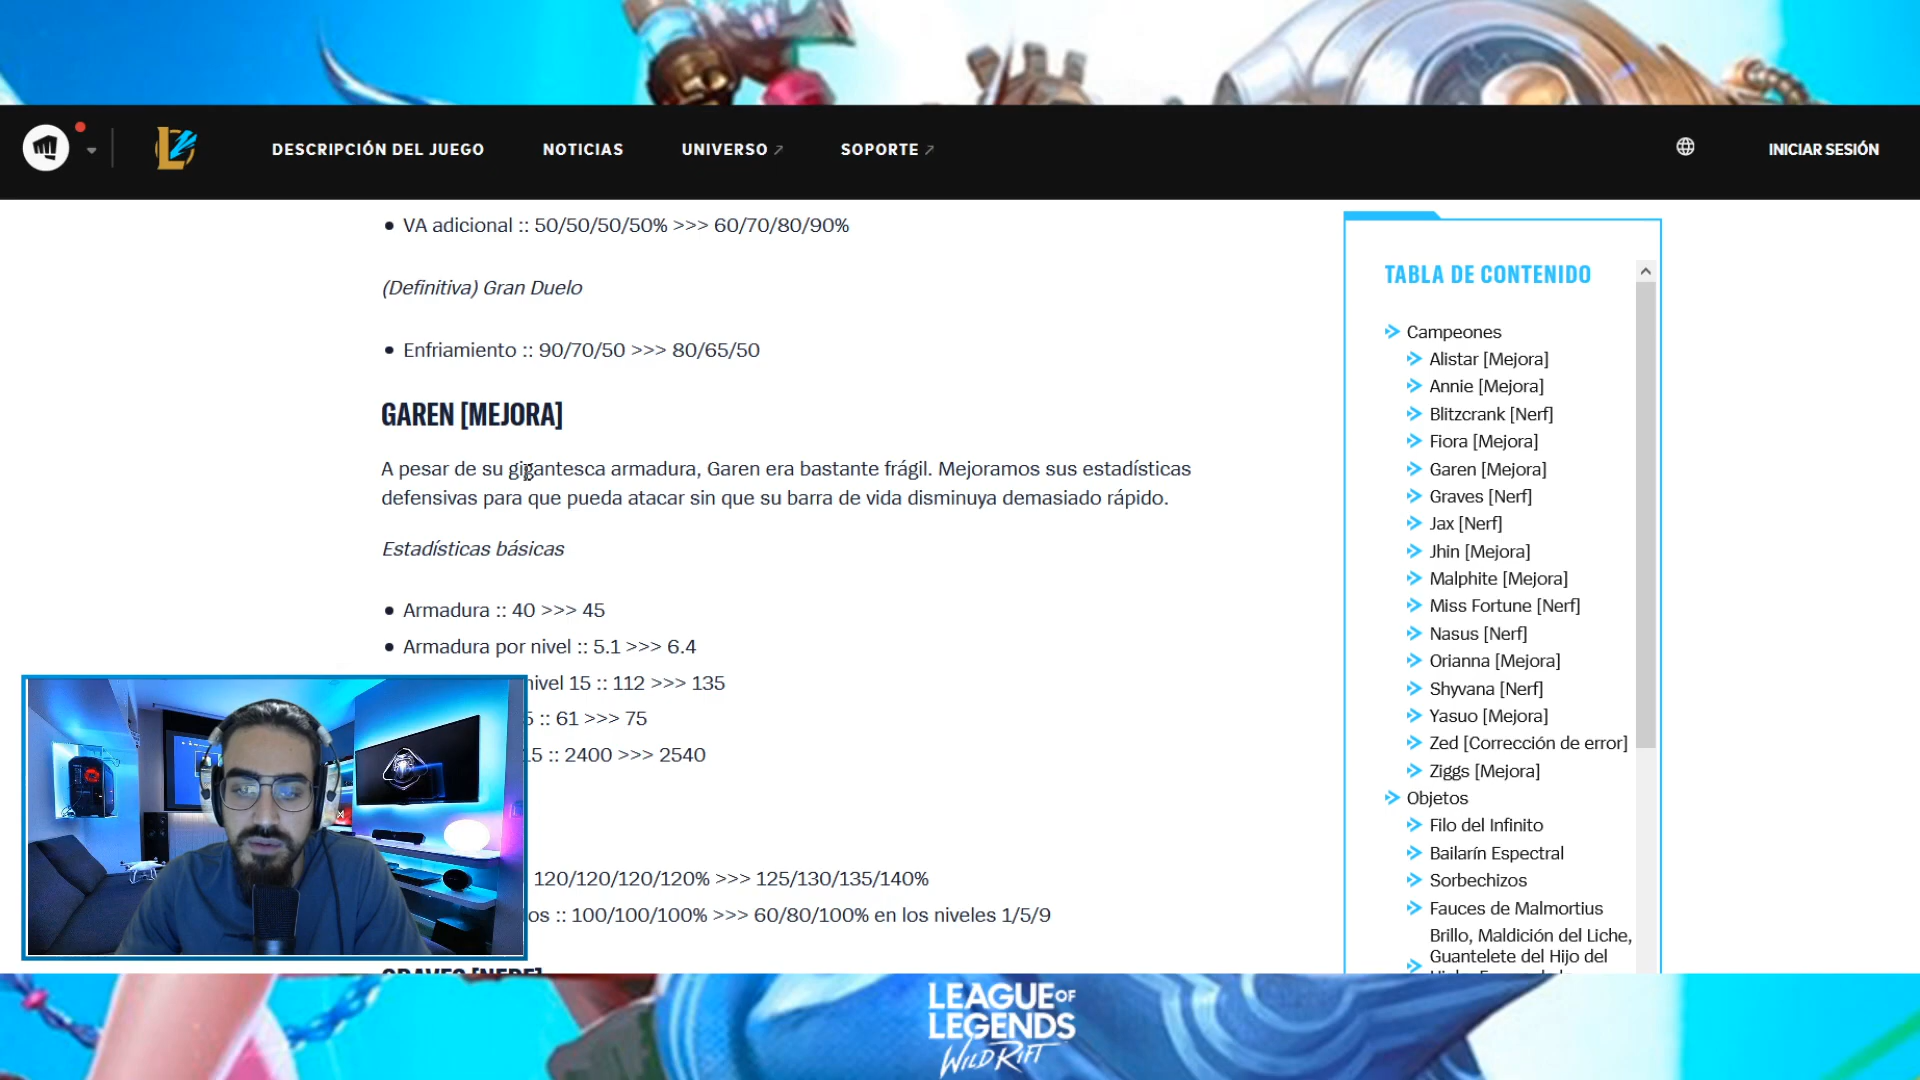 DESCRIPCIÓN DEL JUEGO
NOTICIAS
UNIVERSO
SOPORTE
INICIAR SESIÓN
VA adicional :: 50/50/50/50% >>> 60/70/80/90%
(Definitiva) Gran Duelo
Enfriamiento :: 90/70/50 >>> 80/65/50
GAREN [MEJORA]
A pesar de su gigantesca armadura, Garen era bastante frágil. Mejoramos sus estadísticas
defensivas para que pueda atacar sin que su barra de vida disminuya demasiado rápido.
Estadísticas básicas
Armadura :: 40 >>> 45
Armadura por nivel :: 5.1 >>> 6.4
nivel 15 :: 112 >>> 135
5 :: 61 >>> 75
15 :: 2400 >>> 2540
120/120/120/120% >>> 125/130/135/140%
os :: 100/100/100% >>> 60/80/100% en los niveles 1/5/9
GRAVES [NERF]
TABLA DE CONTENIDO
Campeones
Alistar [Mejora]
Annie [Mejora]
Blitzcrank [Nerf]
Fiora [Mejora]
Garen [Mejora]
Graves [Nerf]
Jax [Nerf]
Jhin [Mejora]
Malphite [Mejora]
Miss Fortune [Nerf]
Nasus [Nerf]
Orianna [Mejora]
Shyvana [Nerf]
Yasuo [Mejora]
Zed [Corrección de error]
Ziggs [Mejora]
Objetos
Filo del Infinito
Bailarín Espectral
Sorbechizos
Fauces de Malmortius
Brillo, Maldición del Liche,
Guantelete del Hijo del
LEAGUE OF
LEGENDS
WILD RIFT